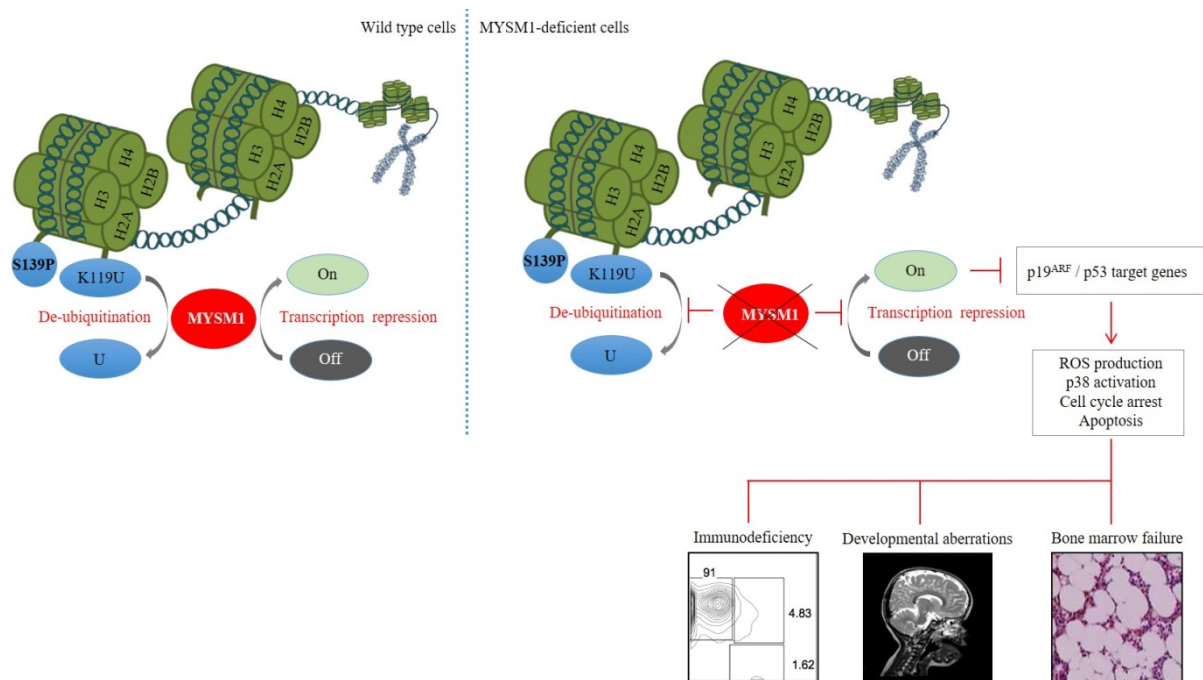 Wild type cells
MYSM1-deficient cells
H4
H2B
H3
H2A
H4
H2B
H3
H2A
S139P
K119U
On
De-ubiquitination
MYSM1
Transcription repression
U
Off
H4
H2B
H3
H2A
H4
H2B
H3
H2A
S139P
K119U
On
p19ᴬᴿᶠ / p53 target genes
De-ubiquitination
MYSM1
Transcription repression
U
Off
ROS production
p38 activation
Cell cycle arrest
Apoptosis
Immunodeficiency
Developmental aberrations
Bone marrow failure
91
4.83
1.62